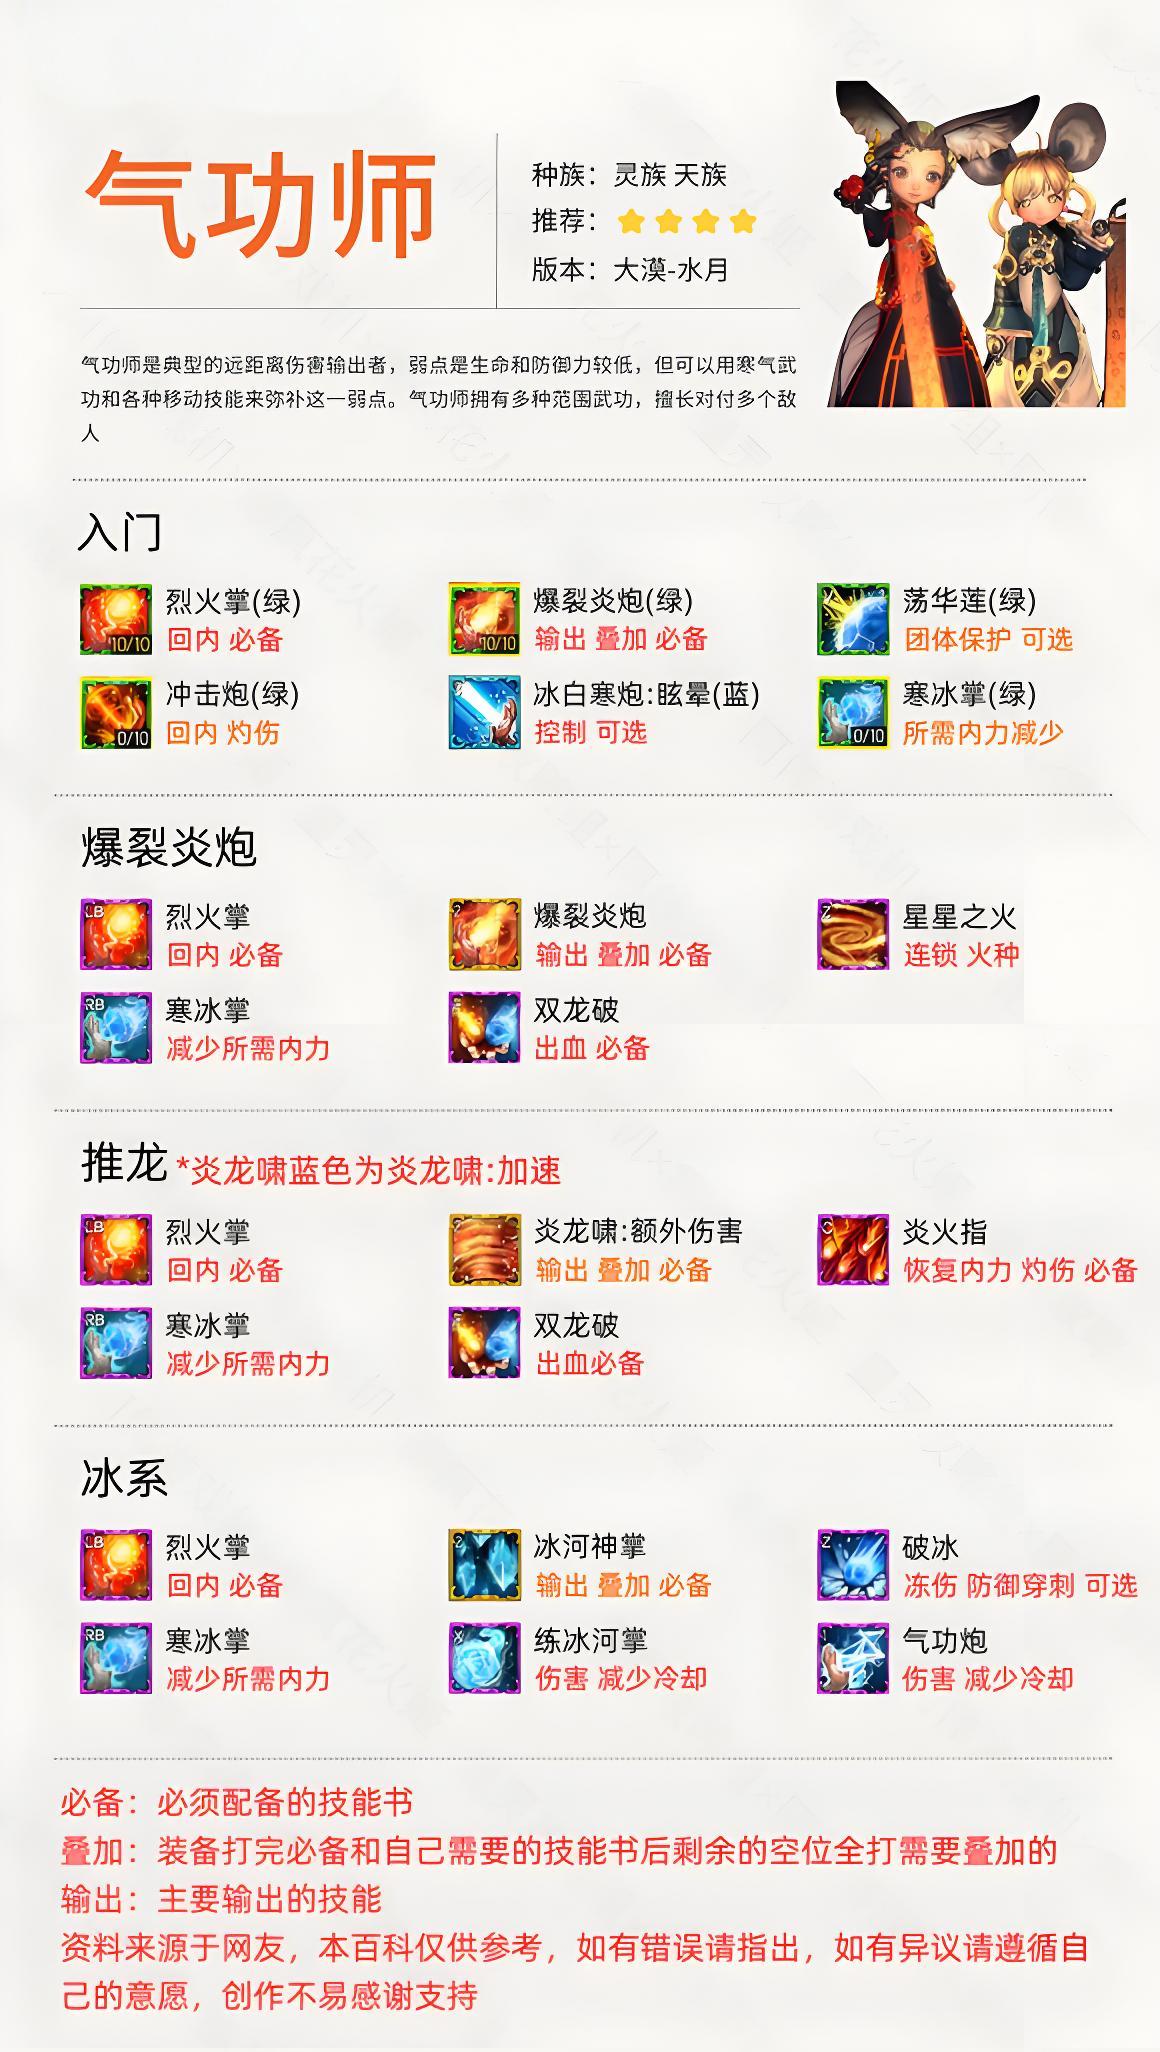 气功师
种族：灵族 天族
推荐：
版本：大漠-水月
气功师是典型的远距离伤害输出者，弱点是生命和防御力较低，但可以用寒气武
功和各种移动技能来弥补这一弱点。气功师拥有多种范围武功，擅长对付多个敌
人
入门
烈火掌(绿)
回内 必备
10/10
爆裂炎炮(绿)
输出 叠加 必备
10/10
荡华莲(绿)
团体保护 可选
冲击炮(绿)
回内 灼伤
0/10
冰白寒炮:眩晕(蓝)
控制 可选
寒冰掌(绿)
所需内力减少
0/10
爆裂炎炮
LB
烈火掌
回内 必备
2
爆裂炎炮
输出 叠加 必备
Z
星星之火
连锁 火种
RB
寒冰掌
减少所需内力
双龙破
出血 必备
推龙 *炎龙啸蓝色为炎龙啸:加速
LB
烈火掌
回内 必备
炎龙啸:额外伤害
输出 叠加 必备
C
炎火指
恢复内力 灼伤 必备
RB
寒冰掌
减少所需内力
双龙破
出血必备
冰系
LB
烈火掌
回内 必备
2
冰河神掌
输出 叠加 必备
Z
破冰
冻伤 防御穿刺 可选
RB
寒冰掌
减少所需内力
X
练冰河掌
伤害 减少冷却
气功炮
伤害 减少冷却
必备：必须配备的技能书
叠加：装备打完必备和自己需要的技能书后剩余的空位全打需要叠加的
输出：主要输出的技能
资料来源于网友，本百科仅供参考，如有错误请指出，如有异议请遵循自
己的意愿，创作不易感谢支持